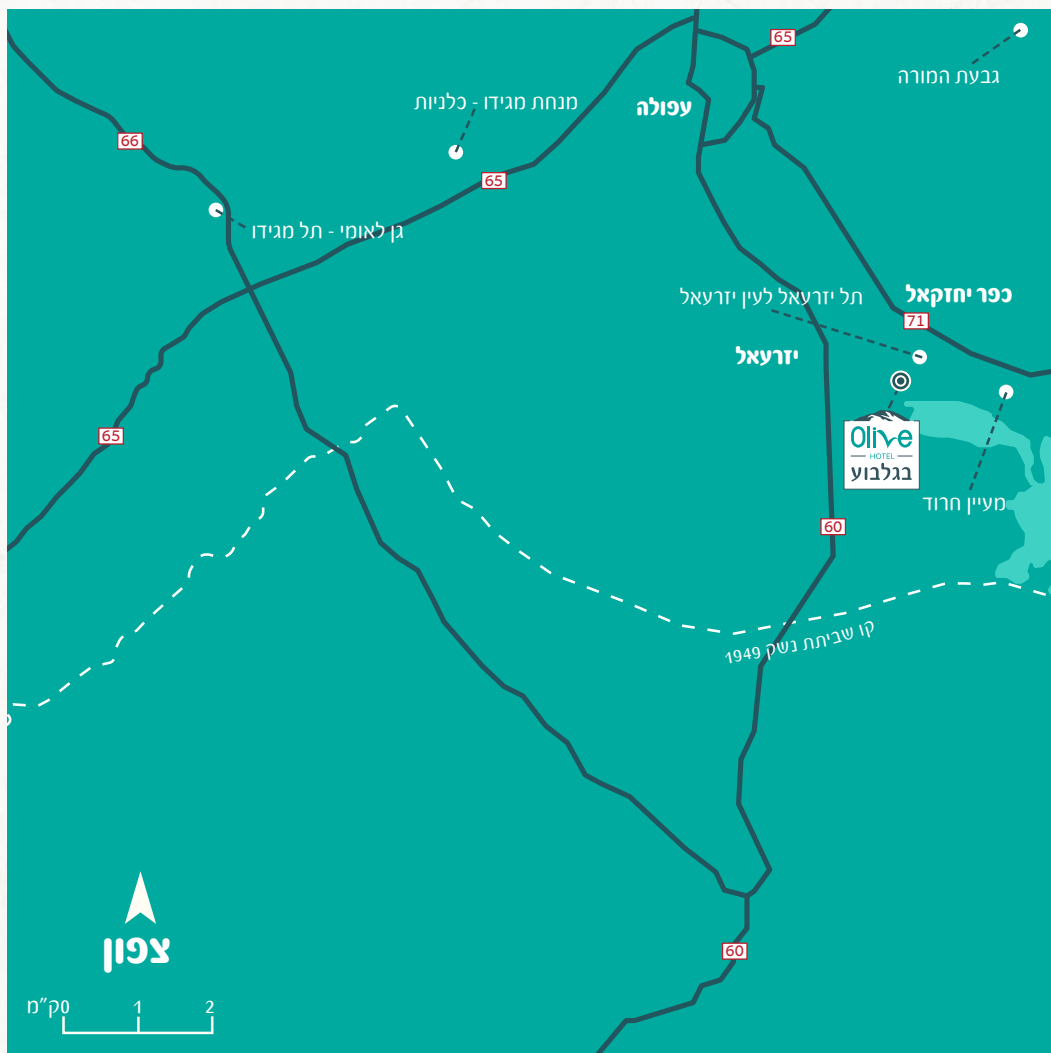 65
גבעת המורה
מנחת מגידו - כלניות
עפולה
66
65
גן לאומי - תל מגידו
תל יזרעאל לעין יזרעאל
כפר יחזקאל
71
יזרעאל
65
Olive
HOTEL
בגלבוע
מעיין חרוד
60
קו שביתת נשק 1949
צפון
60
0ק"מ 1 2